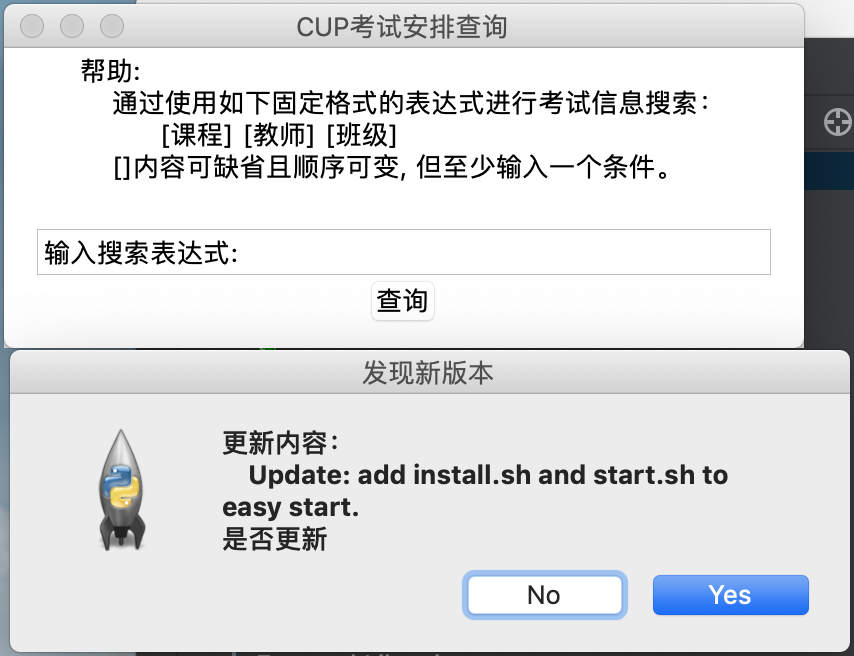 CUP考试安排查询
帮助:
通过使用如下固定格式的表达式进行考试信息搜索：
[课程] [教师] [班级]
[]内容可缺省且顺序可变, 但至少输入一个条件。
输入搜索表达式:
查询
发现新版本
更新内容：
Update: add install.sh and start.sh to
easy start.
是否更新
No
Yes